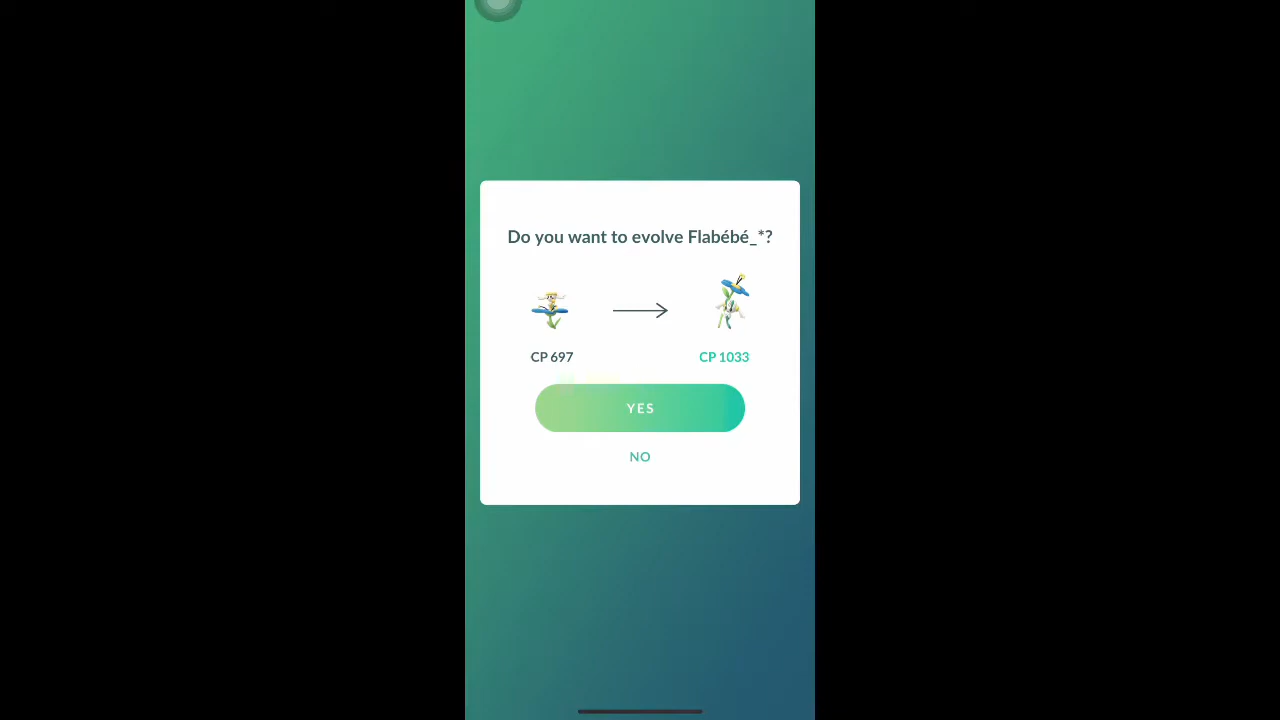 Do you want to evolve Flabébé_*?
CP 697
CP 1033
YES
NO